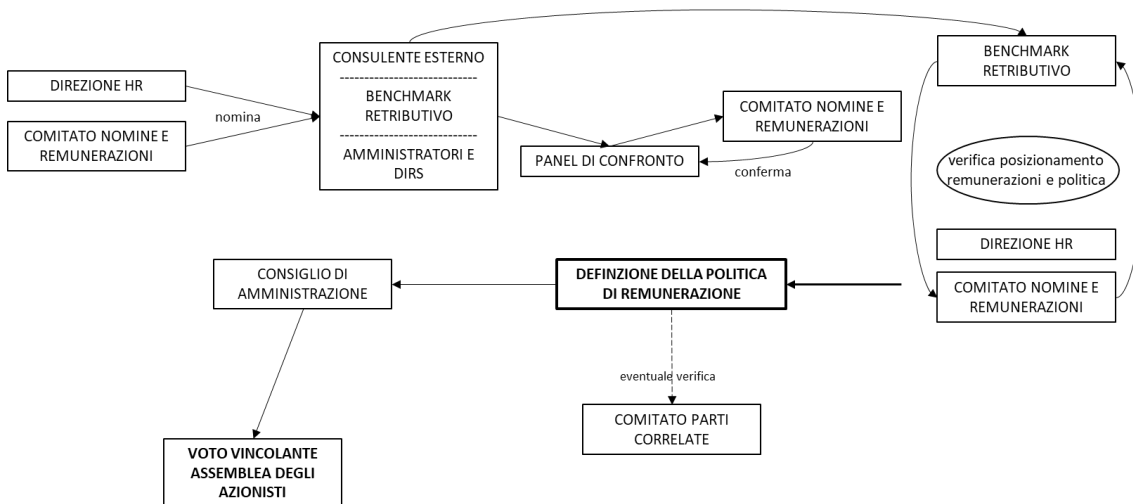 DIREZIONE HR
COMITATO NOMINE E
REMUNERAZIONI
nomina
CONSULENTE ESTERNO
--------------------------------
BENCHMARK
RETRIBUTIVO
--------------------------------
AMMINISTRATORI E
DIRS
PANEL DI CONFRONTO
COMITATO NOMINE E
REMUNERAZIONI
conferma
BENCHMARK
RETRIBUTIVO
verifica posizionamento
remunerazioni e politica
DIREZIONE HR
COMITATO NOMINE E
REMUNERAZIONI
DEFINZIONE DELLA POLITICA
DI REMUNERAZIONE
eventuale verifica
COMITATO PARTI
CORRELATE
CONSIGLIO DI
AMMINISTRAZIONE
VOTO VINCOLANTE
ASSEMBLEA DEGLI
AZIONISTI